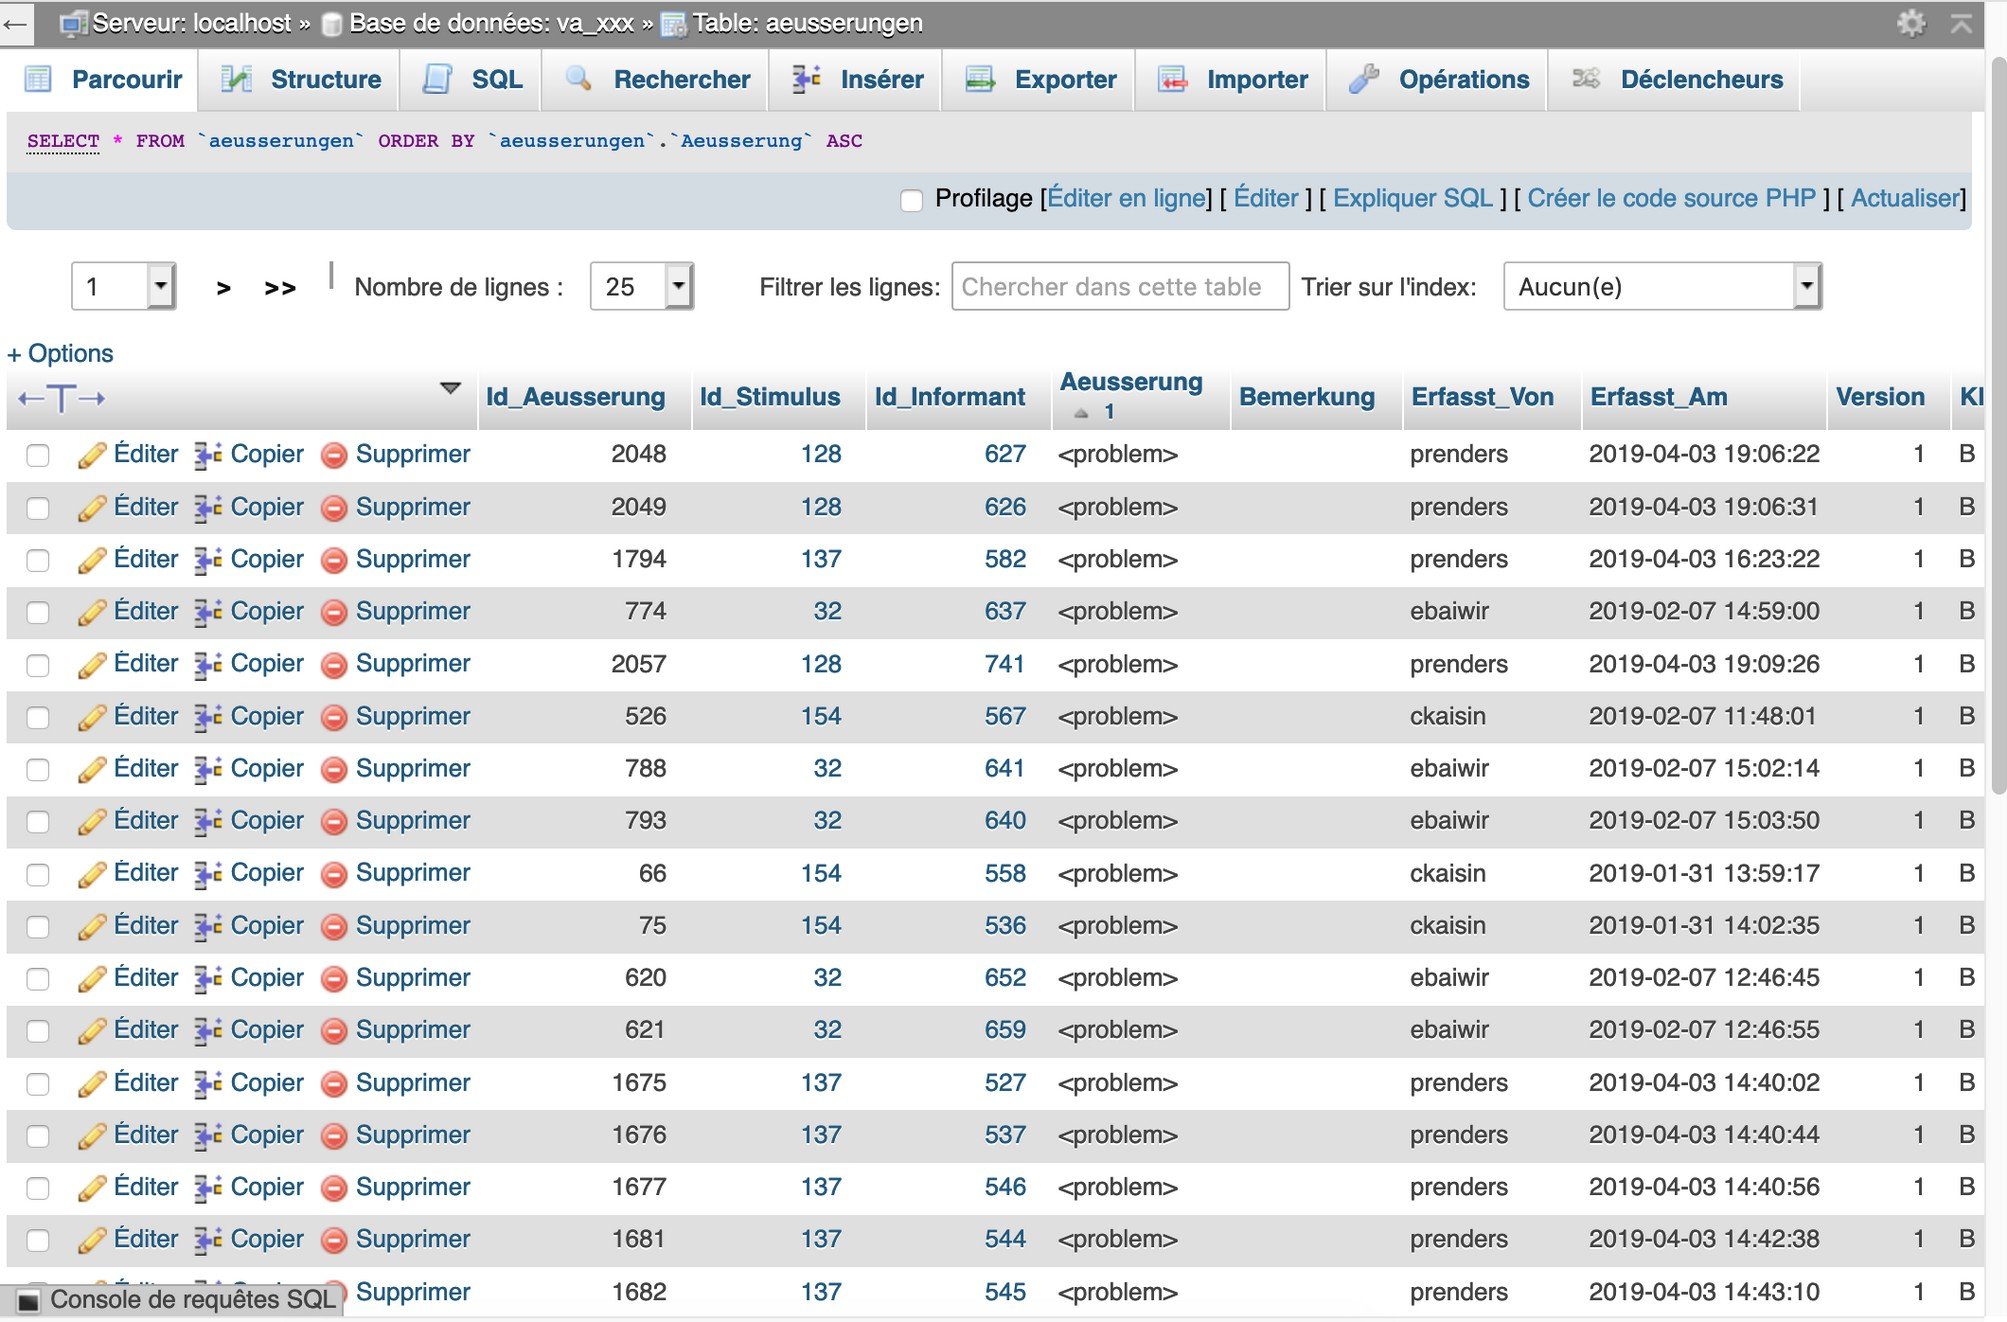 ← Serveur: localhost » Base de données: va_xxx » Table: aeusserungen
Parcourir Structure SQL Rechercher Insérer Exporter Importer Opérations Déclencheurs
SELECT * FROM `aeusserungen` ORDER BY `aeusserungen`.`Aeusserung` ASC
Profilage [Éditer en ligne] [ Éditer ] [ Expliquer SQL ] [ Créer le code source PHP ] [ Actualiser]
1 > >> | Nombre de lignes : 25 Filtrer les lignes: Chercher dans cette table Trier sur l'index: Aucun(e)
+ Options
←T→ Id_Aeusserung Id_Stimulus Id_Informant Aeusserung 1 Bemerkung Erfasst_Von Erfasst_Am Version Kl
Éditer Copier Supprimer 2048 128 627 <problem> prenders 2019-04-03 19:06:22 1 B
Éditer Copier Supprimer 2049 128 626 <problem> prenders 2019-04-03 19:06:31 1 B
Éditer Copier Supprimer 1794 137 582 <problem> prenders 2019-04-03 16:23:22 1 B
Éditer Copier Supprimer 774 32 637 <problem> ebaiwir 2019-02-07 14:59:00 1 B
Éditer Copier Supprimer 2057 128 741 <problem> prenders 2019-04-03 19:09:26 1 B
Éditer Copier Supprimer 526 154 567 <problem> ckaisin 2019-02-07 11:48:01 1 B
Éditer Copier Supprimer 788 32 641 <problem> ebaiwir 2019-02-07 15:02:14 1 B
Éditer Copier Supprimer 793 32 640 <problem> ebaiwir 2019-02-07 15:03:50 1 B
Éditer Copier Supprimer 66 154 558 <problem> ckaisin 2019-01-31 13:59:17 1 B
Éditer Copier Supprimer 75 154 536 <problem> ckaisin 2019-01-31 14:02:35 1 B
Éditer Copier Supprimer 620 32 652 <problem> ebaiwir 2019-02-07 12:46:45 1 B
Éditer Copier Supprimer 621 32 659 <problem> ebaiwir 2019-02-07 12:46:55 1 B
Éditer Copier Supprimer 1675 137 527 <problem> prenders 2019-04-03 14:40:02 1 B
Éditer Copier Supprimer 1676 137 537 <problem> prenders 2019-04-03 14:40:44 1 B
Éditer Copier Supprimer 1677 137 546 <problem> prenders 2019-04-03 14:40:56 1 B
Éditer Copier Supprimer 1681 137 544 <problem> prenders 2019-04-03 14:42:38 1 B
Supprimer 1682 137 545 <problem> prenders 2019-04-03 14:43:10 1 B
Console de requêtes SQL